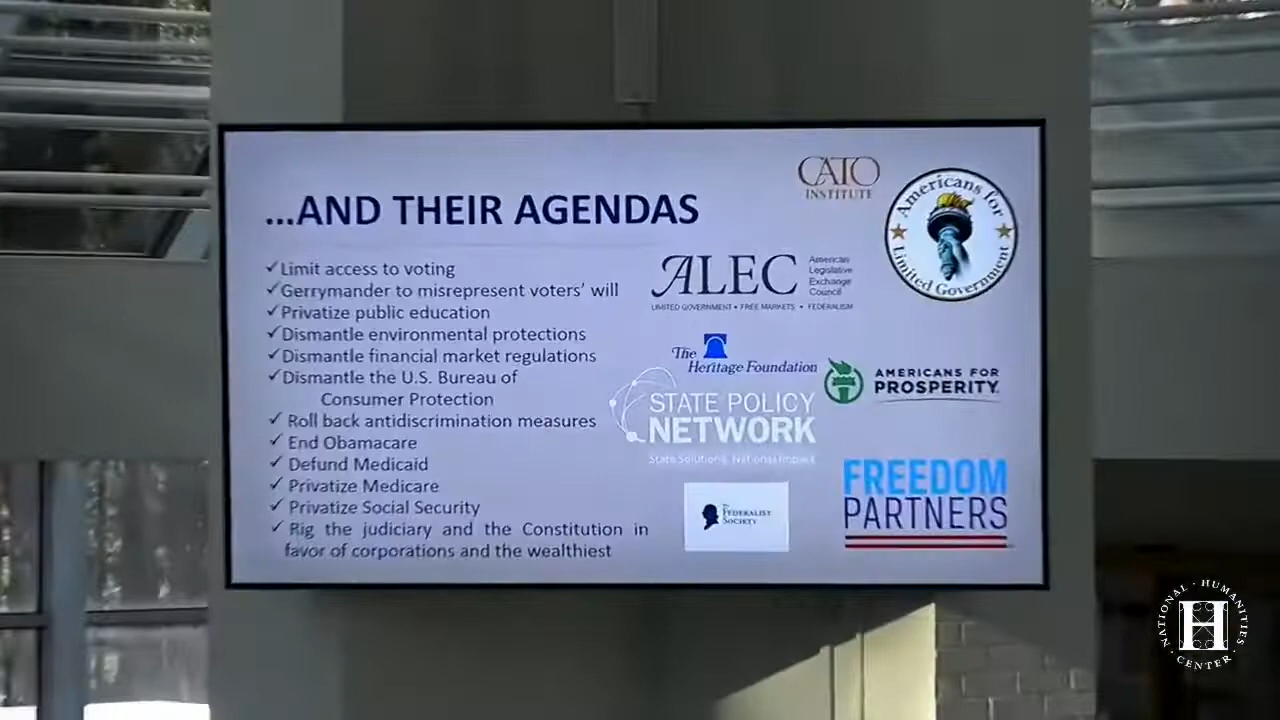 ...AND THEIR AGENDAS
✓Limit access to voting
✓Gerrymander to misrepresent voters' will
✓Privatize public education
✓Dismantle environmental protections
✓Dismantle financial market regulations
✓Dismantle the U.S. Bureau of
Consumer Protection
✓ Roll back antidiscrimination measures
✓ End Obamacare
✓ Defund Medicaid
✓ Privatize Medicare
✓ Privatize Social Security
✓ Rig the judiciary and the Constitution in
favor of corporations and the wealthiest
CATO
INSTITUTE
Americans for
Limited Government
ALEC
American
Legislative
Exchange
Council
LIMITED GOVERNMENT • FREE MARKETS • FEDERALISM
The
Heritage Foundation
AMERICANS FOR
PROSPERITY
STATE POLICY
NETWORK
State Solutions. National Impact.
The
FEDERALIST
SOCIETY
FREEDOM
PARTNERS
NATIONAL · HUMANITIES · CENTER ·
H